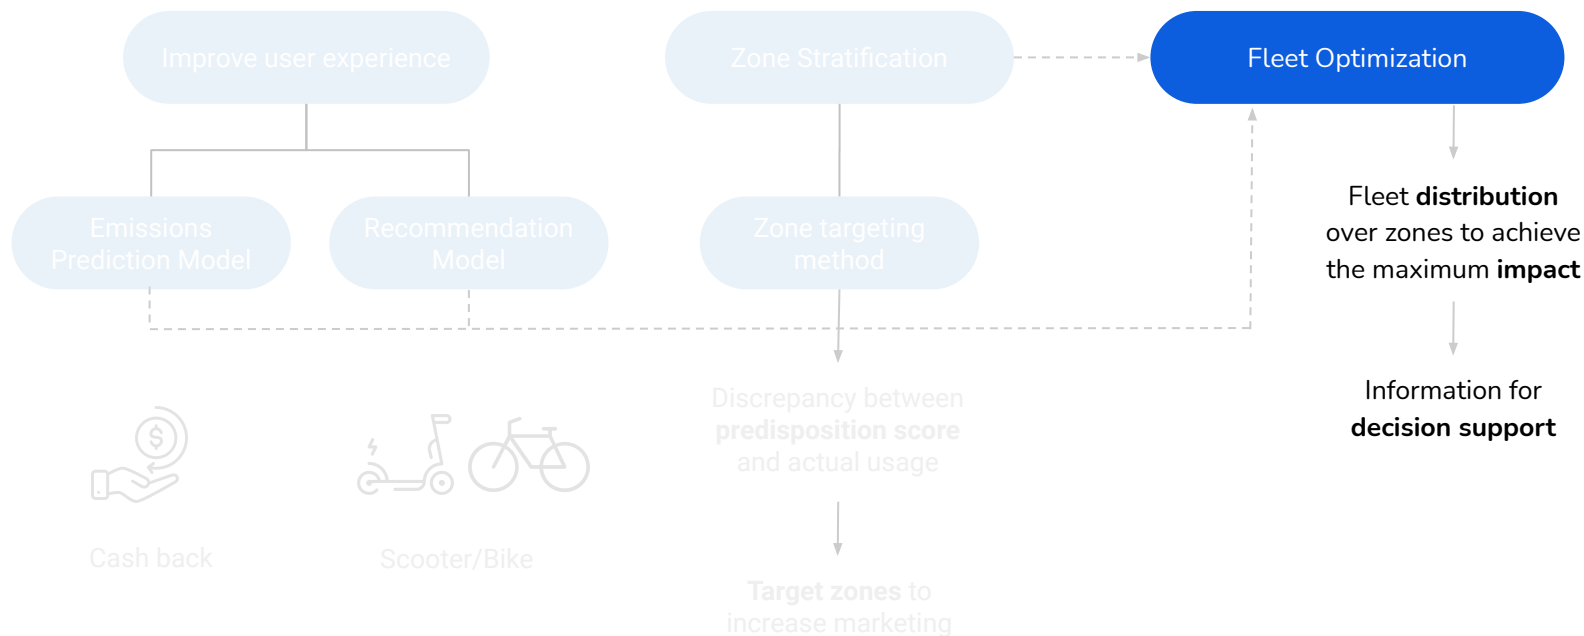 Improve user experience
Zone Stratification
Fleet Optimization
Emissions
Prediction Model
Recommendation
Model
Zone targeting
method
Fleet distribution
over zones to achieve
the maximum impact
Discrepancy between
predisposition score
and actual usage
Information for
decision support
$
Cash back
Scooter/Bike
Target zones to
increase marketing